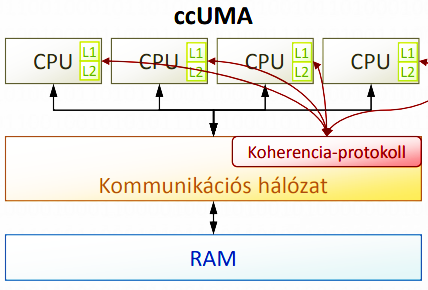 ccUMA
CPU L1 L2 CPU L1 L2 CPU L1 L2 CPU L1 L2
Koherencia-protokoll
Kommunikációs hálózat
RAM